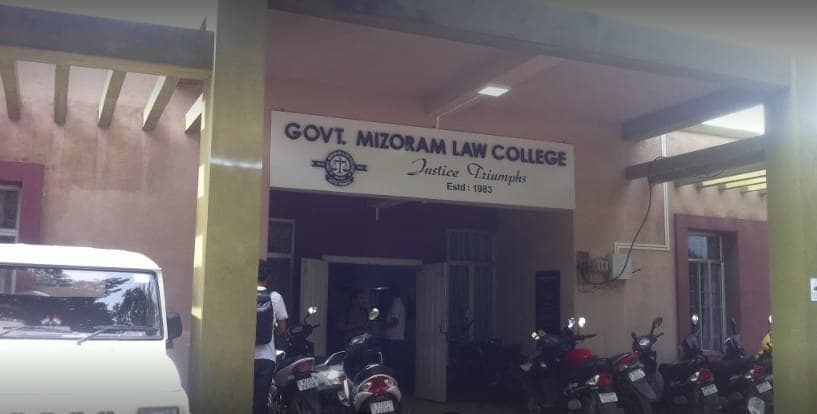 GOVT. MIZORAM LAW COLLEGE
Justice Triumphs
Estd : 1983